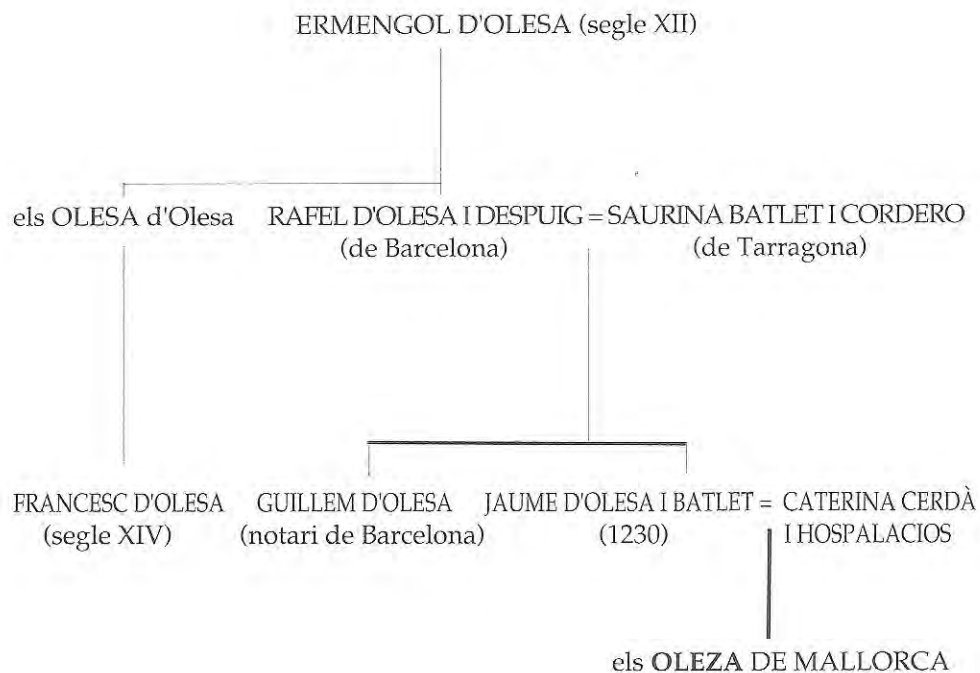 ERMENGOL D'OLESA (segle XII)
els OLESA d'Olesa
RAFEL D'OLESA I DESPUIG = SAURINA BATLET I CORDERO
(de Barcelona)
(de Tarragona)
FRANCESC D'OLESA
(segle XIV)
GUILLEM D'OLESA
(notari de Barcelona)
JAUME D'OLESA I BATLET = CATERINA CERDÀ
(1230)
I HOSPALACIOS
els OLEZA DE MALLORCA